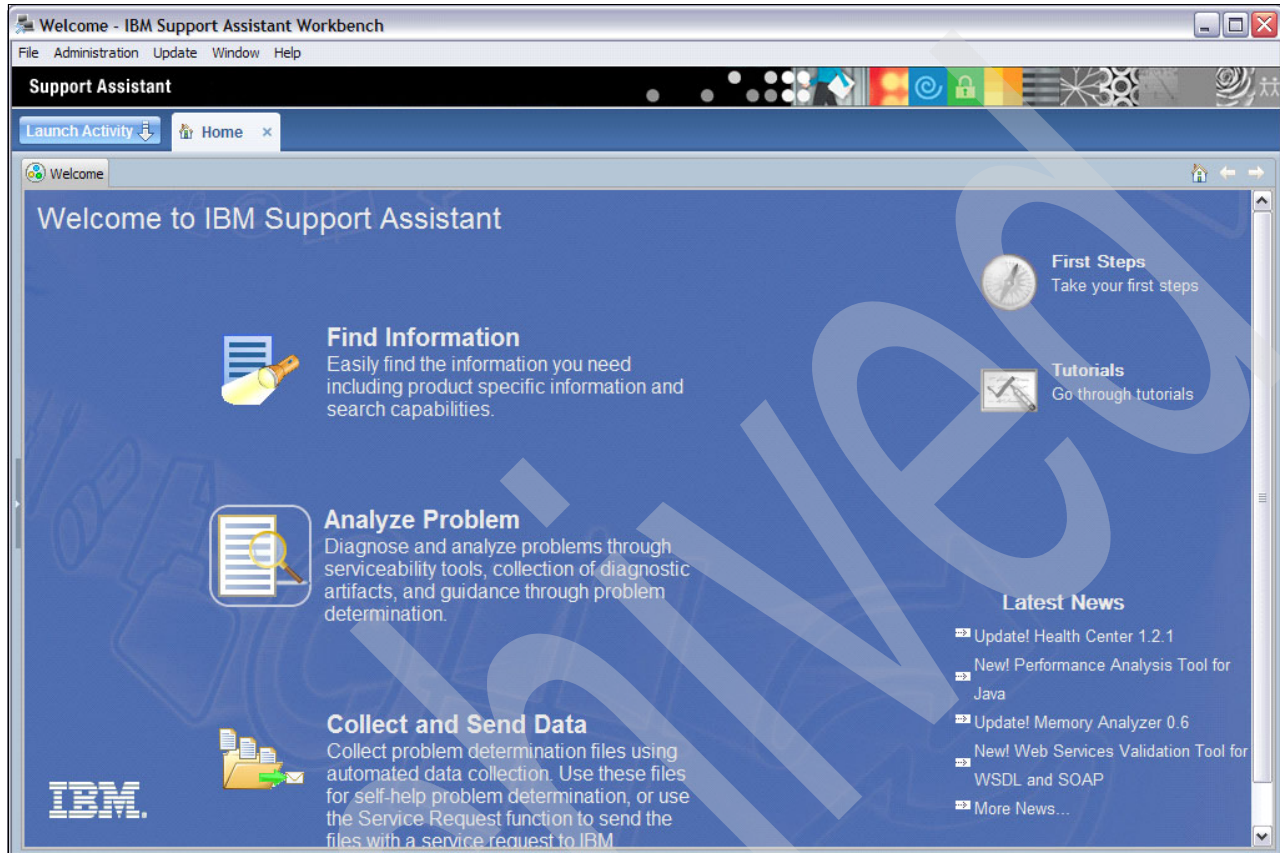 Welcome - IBM Support Assistant Workbench
File Administration Update Window Help
Support Assistant
Launch Activity
Home
Welcome
Welcome to IBM Support Assistant
First Steps
Take your first steps
Find Information
Easily find the information you need
including product specific information and
search capabilities.
Tutorials
Go through tutorials
Analyze Problem
Diagnose and analyze problems through
serviceability tools, collection of diagnostic
artifacts, and guidance through problem
determination.
Latest News
Update! Health Center 1.2.1
New! Performance Analysis Tool for
Java
Update! Memory Analyzer 0.6
New! Web Services Validation Tool for
WSDL and SOAP
More News...
Collect and Send Data
Collect problem determination files using
automated data collection. Use these files
for self-help problem determination, or use
the Service Request function to send the
files with a service request to IBM
IBM.